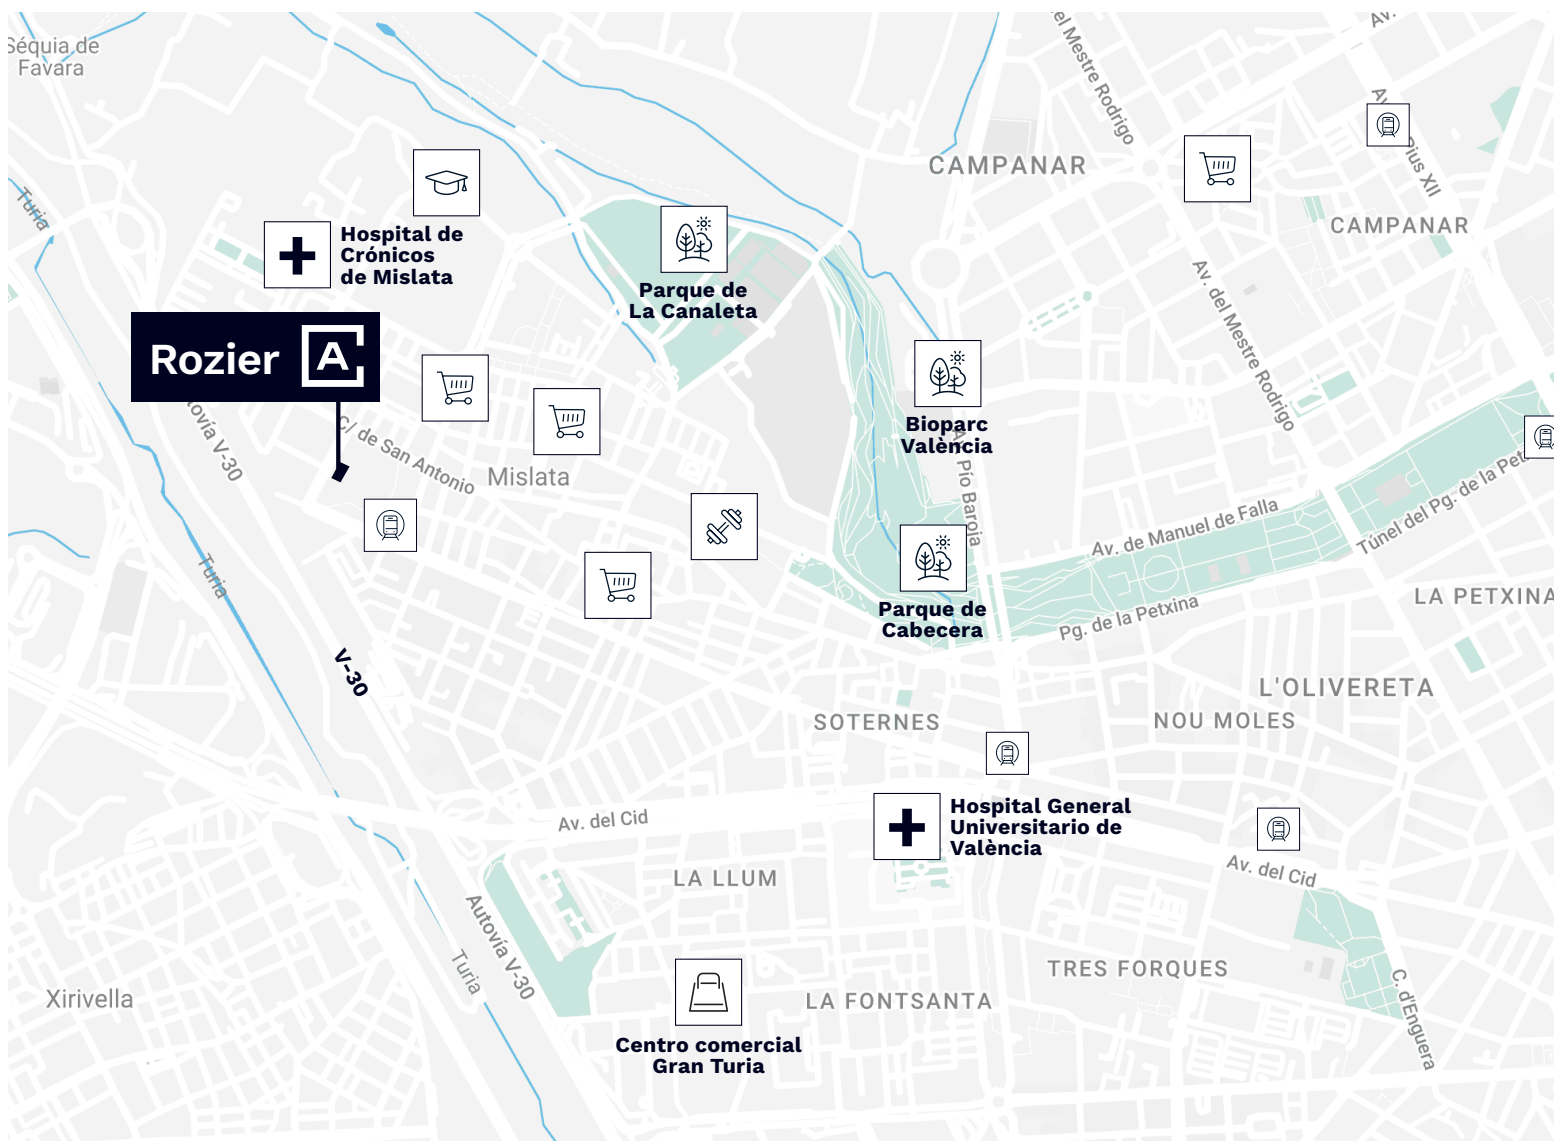 Séquia de
Favara
el Mestre Rodrigo
Av.
Turia
CAMPANAR
Hospital de
Crónicos
de Mislata
Parque de
La Canaleta
CAMPANAR
Rozier A
Av. del Mestre Rodrigo
C/ de San Antonio
Mislata
Bioparc
València
Pío Baroja
Av. de Manuel de Falla
Túnel del Pg. de la Pet
Turia
Parque de
Cabecera
Pg. de la Petxina
LA PETXINA
V-30
L'OLIVERETA
SOTERNES
NOU MOLES
Av. del Cid
Hospital General
Universitario de
València
LA LLUM
Av. del Cid
Autovía V-30
Turia
Xirivella
TRES FORQUES
LA FONTSANTA
C. d'Enguera
Centro comercial
Gran Turia